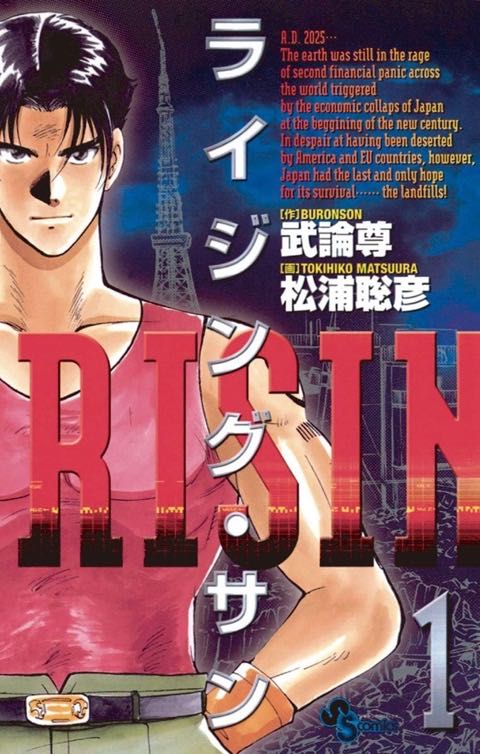 ライジング・サン
A.D. 2025…
The earth was still in the rage
of second financial panic across
the world triggered
by the economic collaps of Japan
at the beggining of the new century.
In despair at having been deserted
by America and EU countries, however,
Japan had the last and only hope
for its survival…… the landfills!
[作]BURONSON
武論尊
[画]TOKIHIKO MATSUURA
松浦聡彦
RISIN
1
SS comics